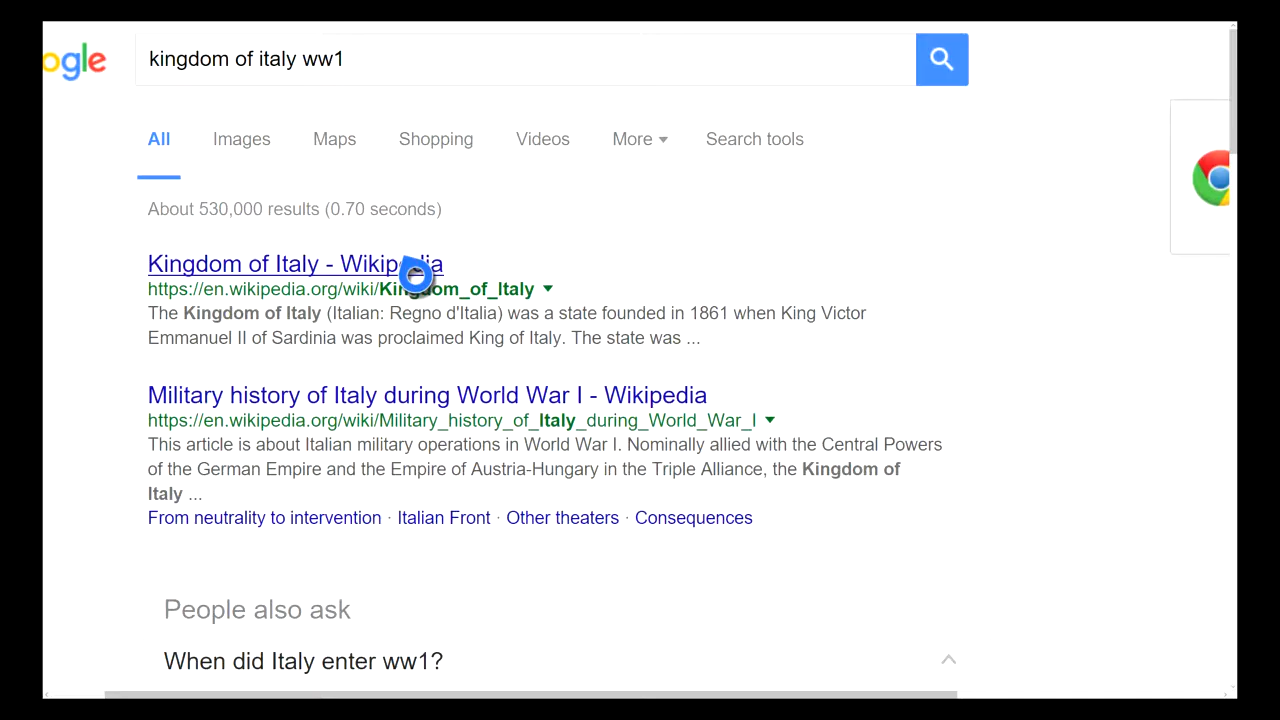 ogle
kingdom of italy ww1
All Images Maps Shopping Videos More Search tools
About 530,000 results (0.70 seconds)
Kingdom of Italy - Wikipedia
https://en.wikipedia.org/wiki/Kingdom_of_Italy
The Kingdom of Italy (Italian: Regno d'Italia) was a state founded in 1861 when King Victor
Emmanuel II of Sardinia was proclaimed King of Italy. The state was ...
Military history of Italy during World War I - Wikipedia
https://en.wikipedia.org/wiki/Military_history_of_Italy_during_World_War_I
This article is about Italian military operations in World War I. Nominally allied with the Central Powers
of the German Empire and the Empire of Austria-Hungary in the Triple Alliance, the Kingdom of
Italy ...
From neutrality to intervention · Italian Front · Other theaters · Consequences
People also ask
When did Italy enter ww1?